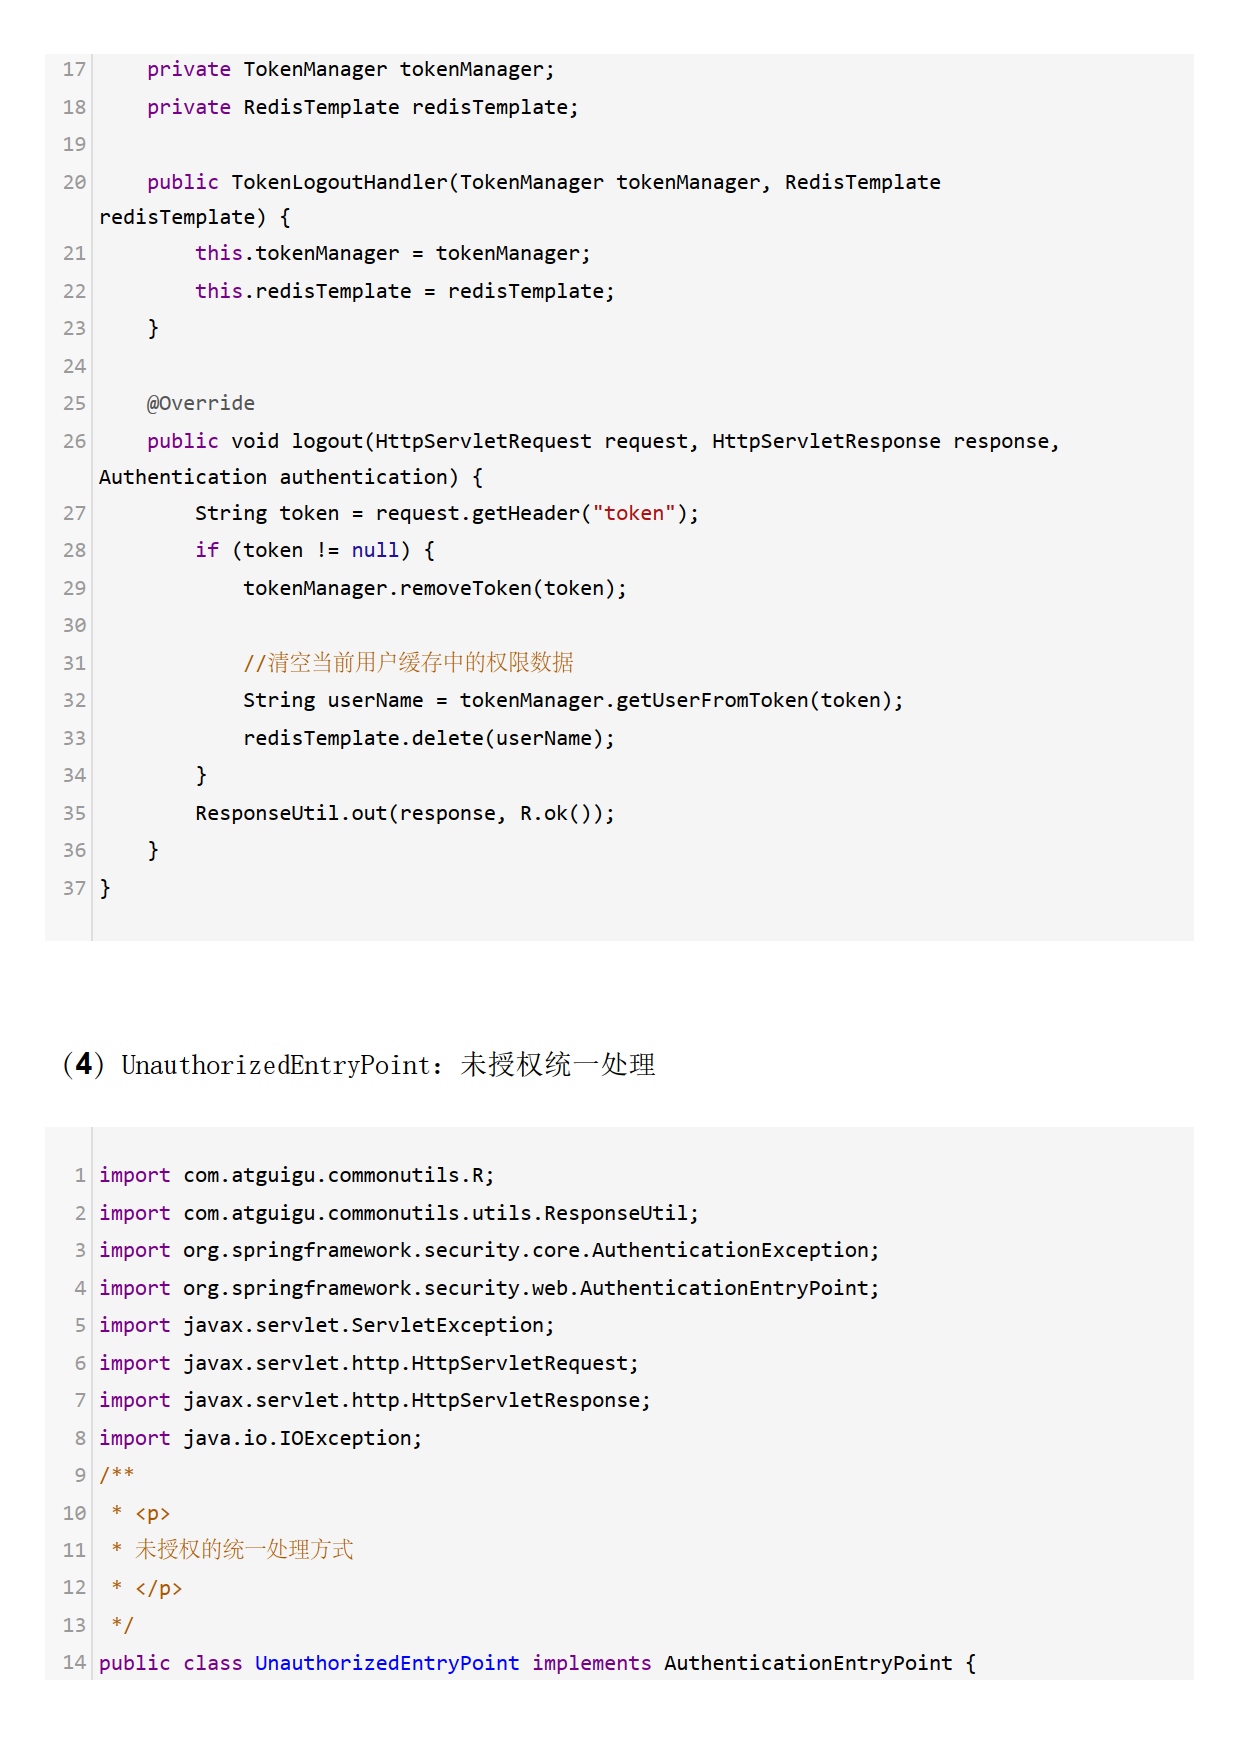 17     private TokenManager tokenManager;
18     private RedisTemplate redisTemplate;
19
20     public TokenLogoutHandler(TokenManager tokenManager, RedisTemplate
redisTemplate) {
21         this.tokenManager = tokenManager;
22         this.redisTemplate = redisTemplate;
23     }
24
25     @Override
26     public void logout(HttpServletRequest request, HttpServletResponse response,
Authentication authentication) {
27         String token = request.getHeader("token");
28         if (token != null) {
29             tokenManager.removeToken(token);
30
31             //清空当前用户缓存中的权限数据
32             String userName = tokenManager.getUserFromToken(token);
33             redisTemplate.delete(userName);
34         }
35         ResponseUtil.out(response, R.ok());
36     }
37 }
（4）UnauthorizedEntryPoint：未授权统一处理
1 import com.atguigu.commonutils.R;
2 import com.atguigu.commonutils.utils.ResponseUtil;
3 import org.springframework.security.core.AuthenticationException;
4 import org.springframework.security.web.AuthenticationEntryPoint;
5 import javax.servlet.ServletException;
6 import javax.servlet.http.HttpServletRequest;
7 import javax.servlet.http.HttpServletResponse;
8 import java.io.IOException;
9 /**
10  * <p>
11  * 未授权的统一处理方式
12  * </p>
13  */
14 public class UnauthorizedEntryPoint implements AuthenticationEntryPoint {